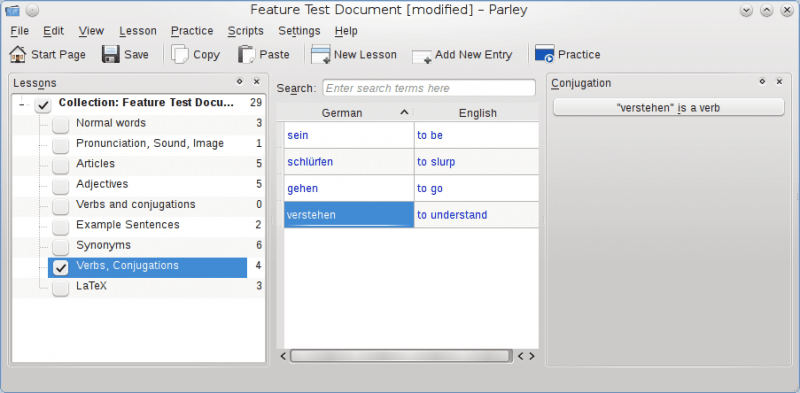 Feature Test Document [modified] – Parley
File Edit View Lesson Practice Scripts Settings Help
Start Page Save Copy Paste New Lesson Add New Entry Practice
Lessons
Collection: Feature Test Docu... 29
Normal words 3
Pronunciation, Sound, Image 1
Articles 5
Adjectives 5
Verbs and conjugations 0
Example Sentences 2
Synonyms 6
Verbs, Conjugations 4
LaTeX 3
Search: Enter search terms here
German English
sein to be
schlürfen to slurp
gehen to go
verstehen to understand
Conjugation
"verstehen" is a verb